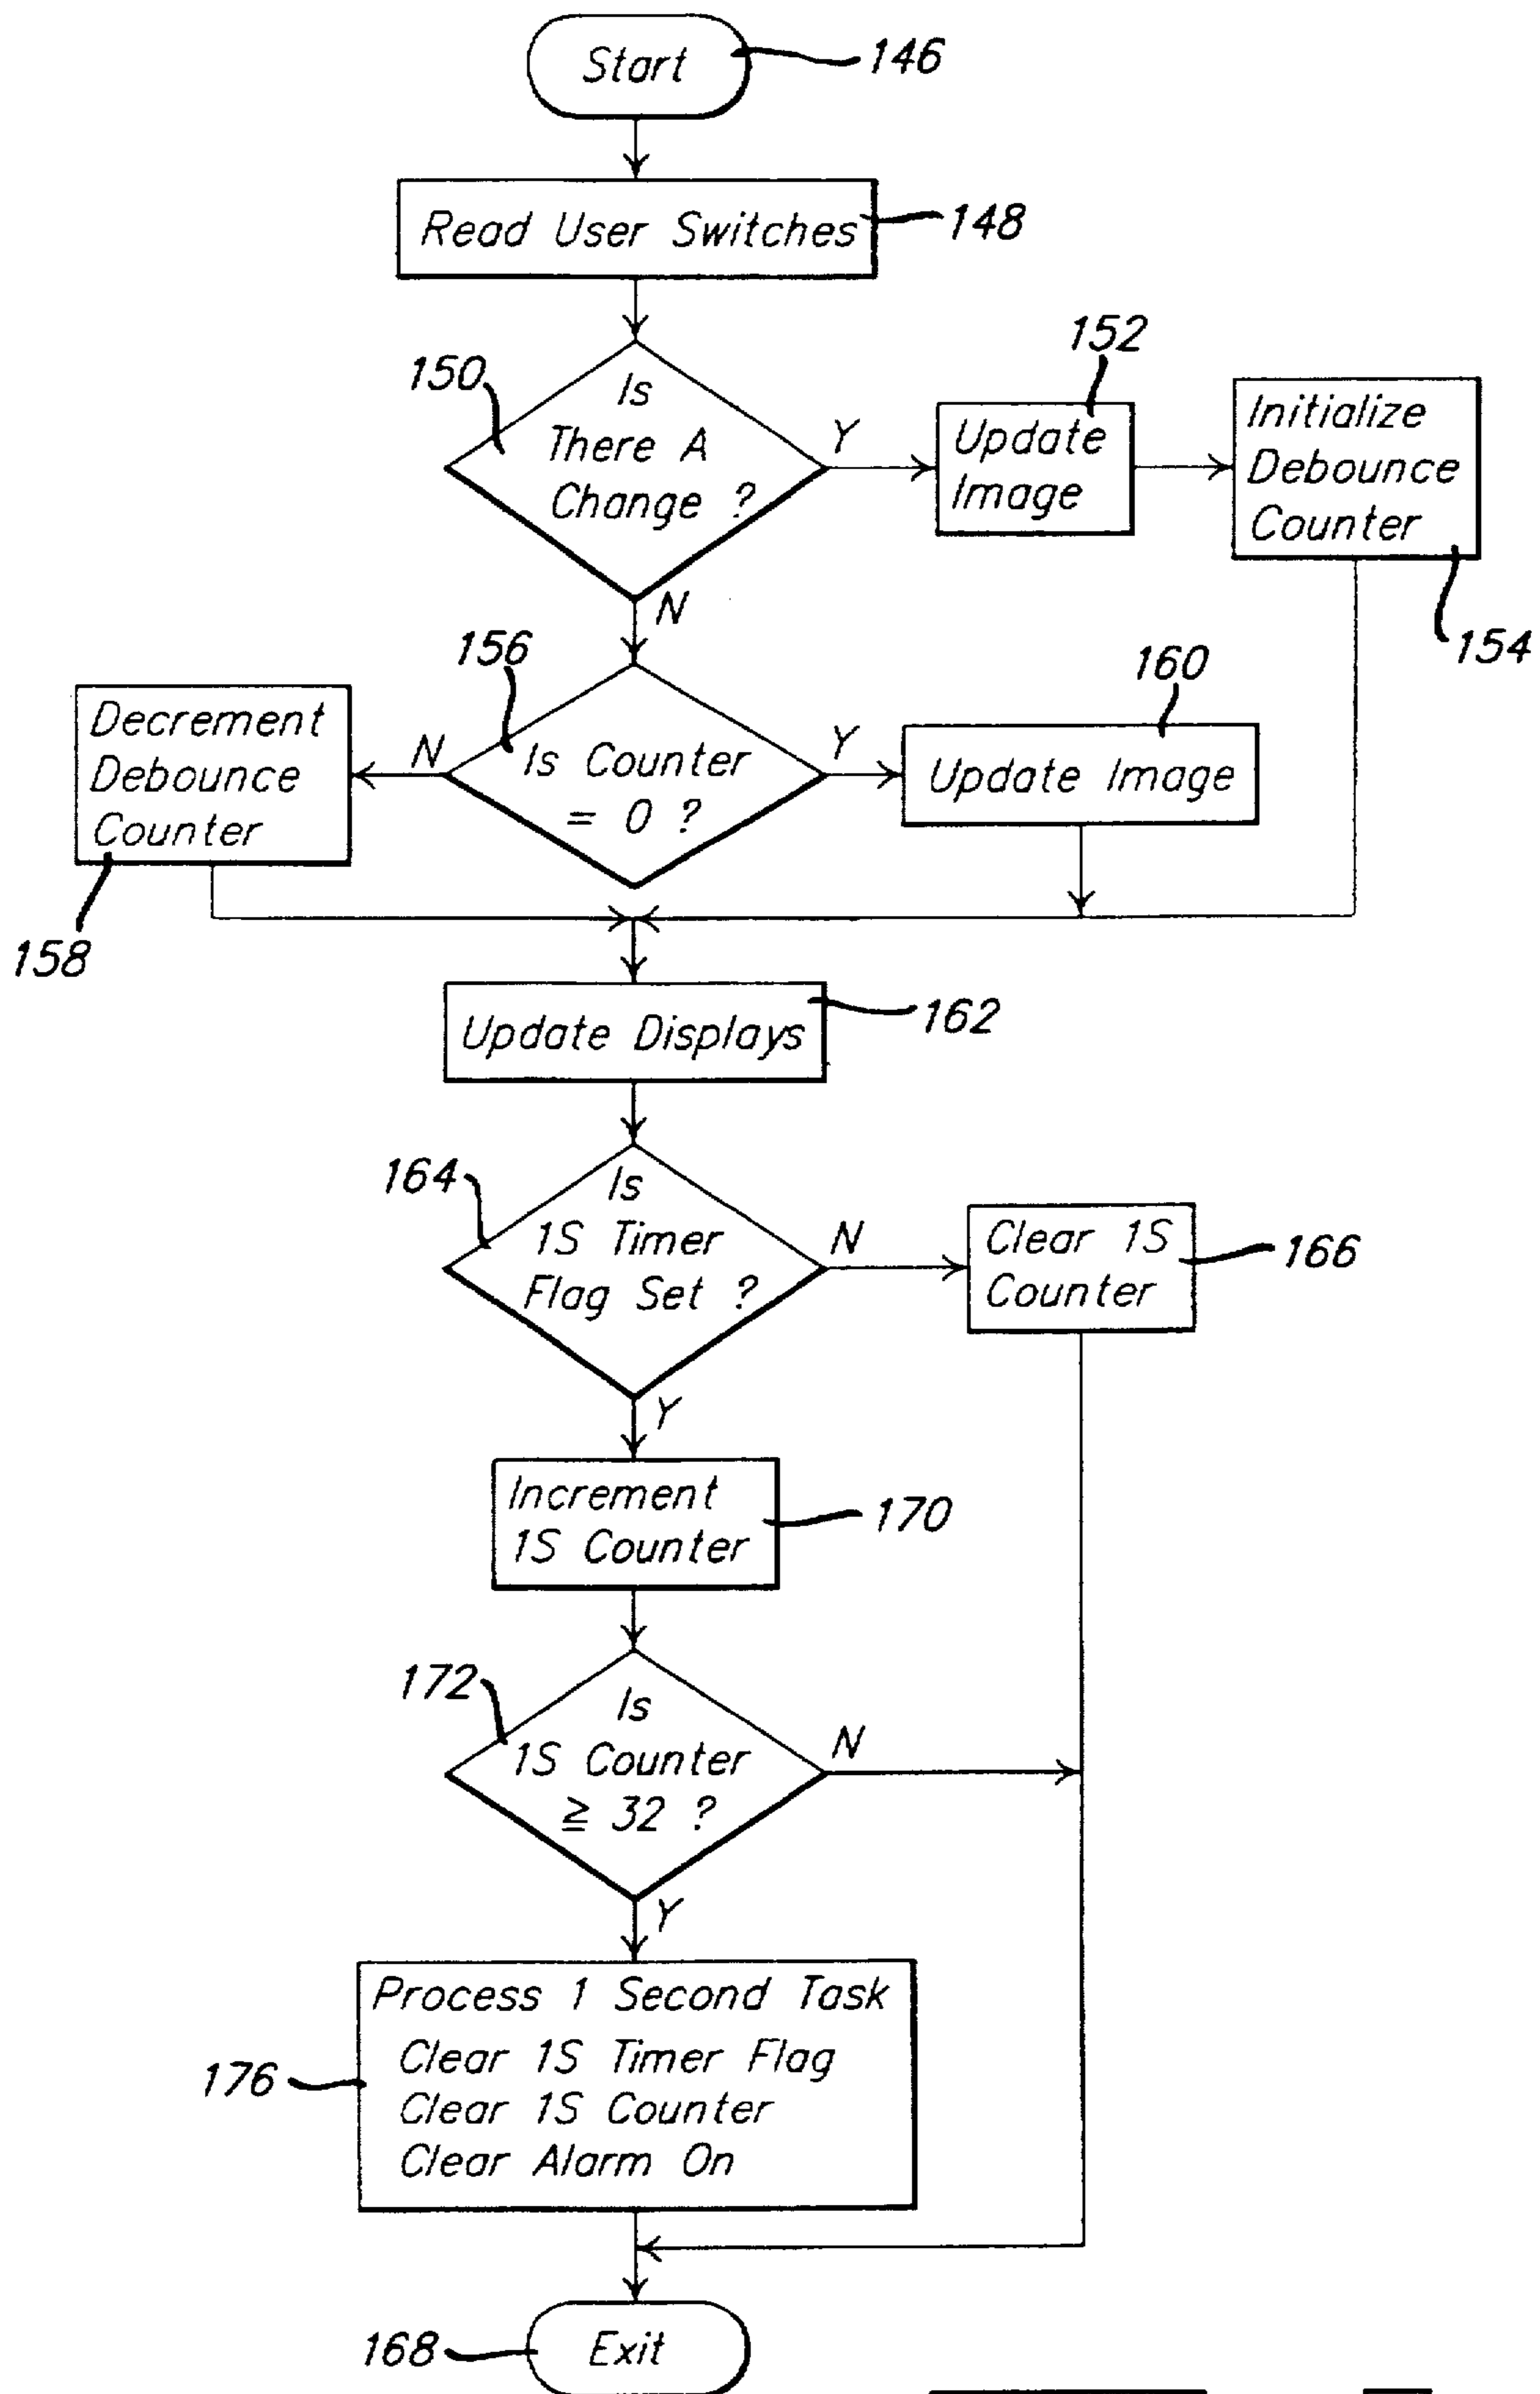 Start
146
Read User Switches
148
150
Is
There A
Change ?
Y
N
152
Update
Image
Initialize
Debounce
Counter
154
156
Is Counter
= 0 ?
N
Y
Decrement
Debounce
Counter
158
160
Update Image
Update Displays
162
164
Is
1S Timer
Flag Set ?
N
Y
Clear 1S
Counter
166
Increment
1S Counter
170
172
Is
1S Counter
≧ 32 ?
N
Y
Process 1 Second Task
Clear 1S Timer Flag
Clear 1S Counter
Clear Alarm On
176
168
Exit